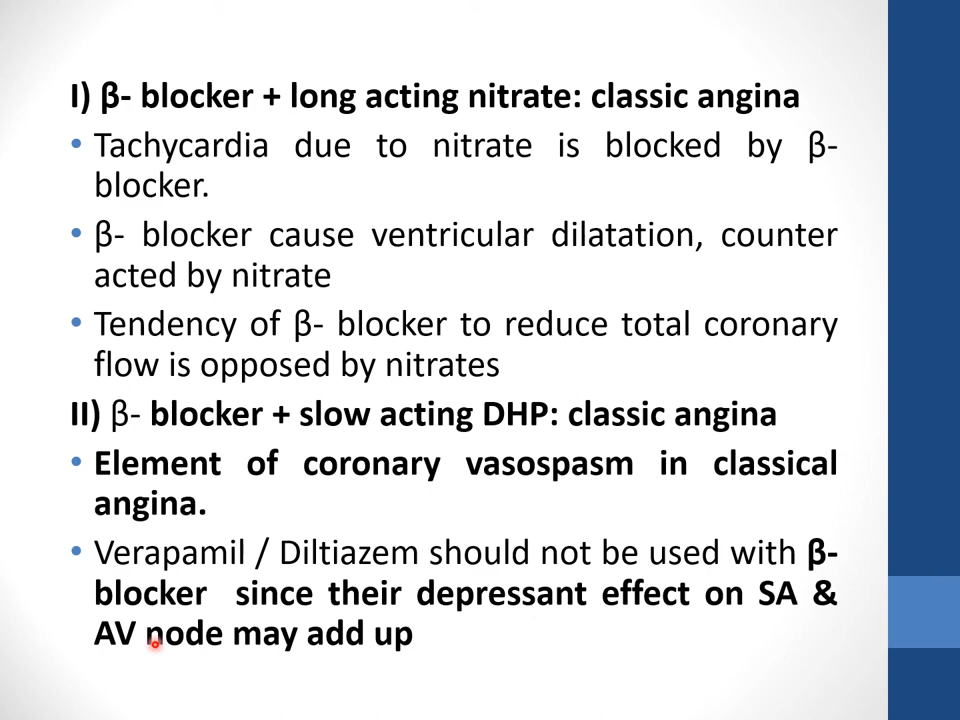 I) β- blocker + long acting nitrate: classic angina
• Tachycardia due to nitrate is blocked by β-
blocker.
• β- blocker cause ventricular dilatation, counter
acted by nitrate
• Tendency of β- blocker to reduce total coronary
flow is opposed by nitrates
II) β- blocker + slow acting DHP: classic angina
• Element of coronary vasospasm in classical
angina.
• Verapamil / Diltiazem should not be used with β-
blocker since their depressant effect on SA &
AV node may add up